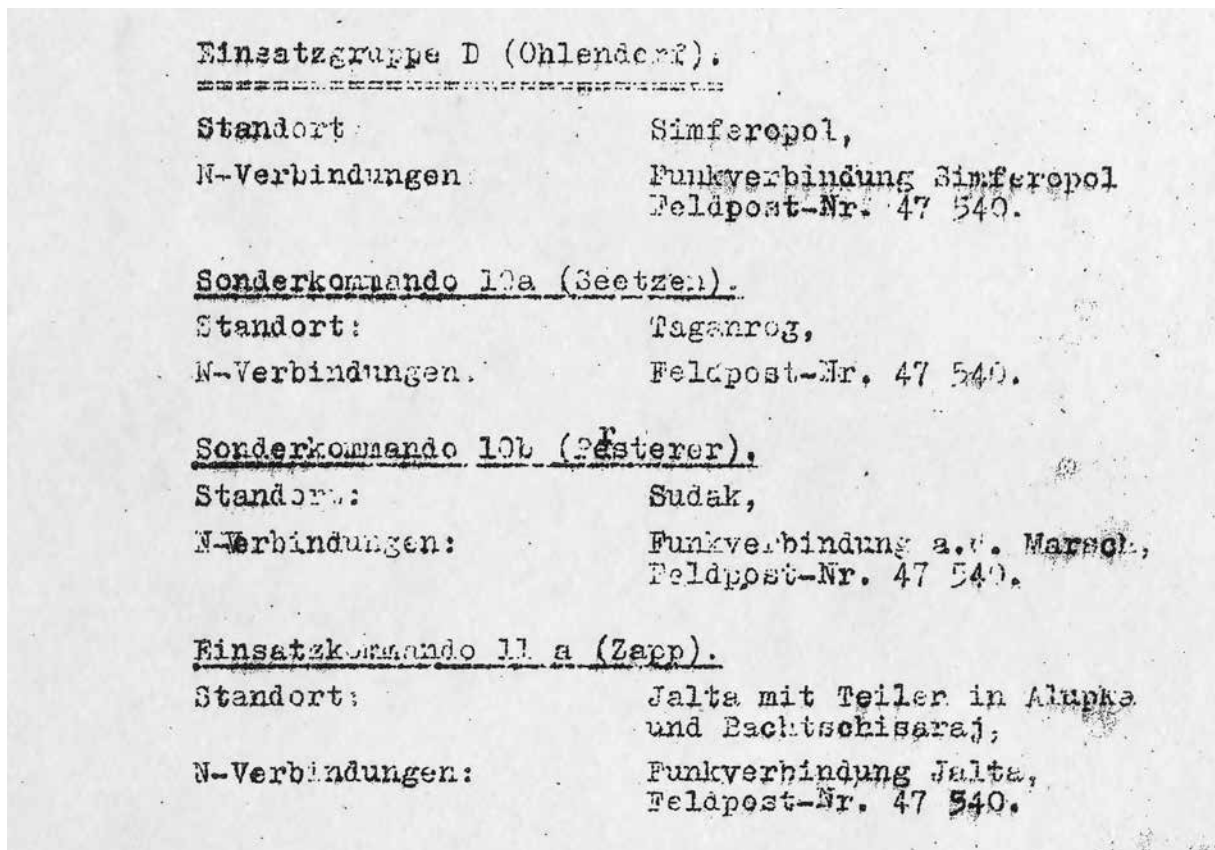 Einsatzgruppe D (Ohlendorf).
Standort Simferopol,
N-Verbindungen Funkverbindung Simferopol
Feldpost-Nr. 47 540.
Sonderkommando 10a (Seetzen).
Standort: Taganrog,
N-Verbindungen. Feldpost-Nr. 47 540.
Sonderkommando 10b (Persterer).
Standort: Sudak,
N-Verbindungen: Funkverbindung a.d. Marsch,
Feldpost-Nr. 47 540.
Einsatzkommando 11 a (Zapp).
Standort: Jalta mit Teilen in Alupka
und Bachtschisaraj,
N-Verbindungen: Funkverbindung Jalta,
Feldpost-Nr. 47 540.